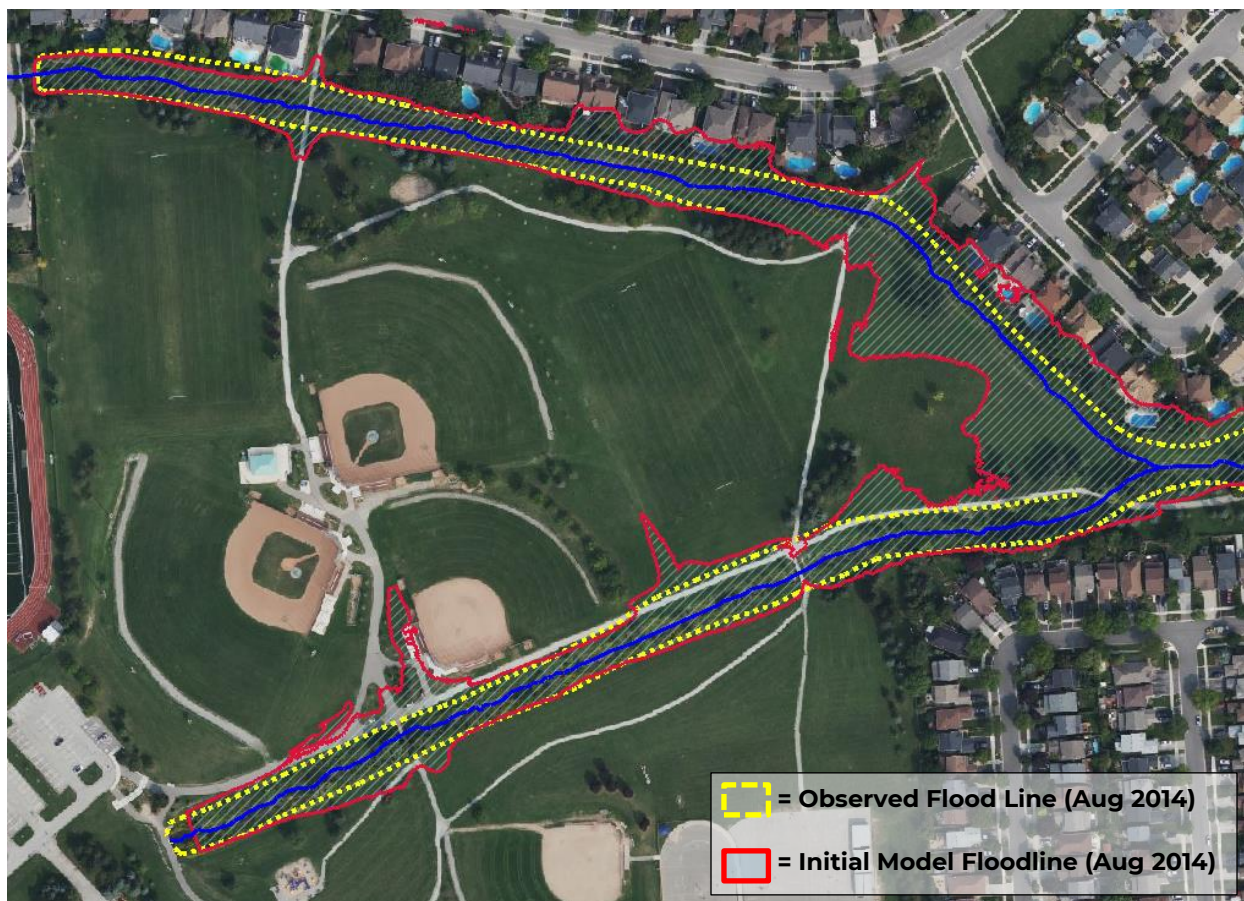 = Observed Flood Line (Aug 2014)
= Initial Model Floodline (Aug 2014)